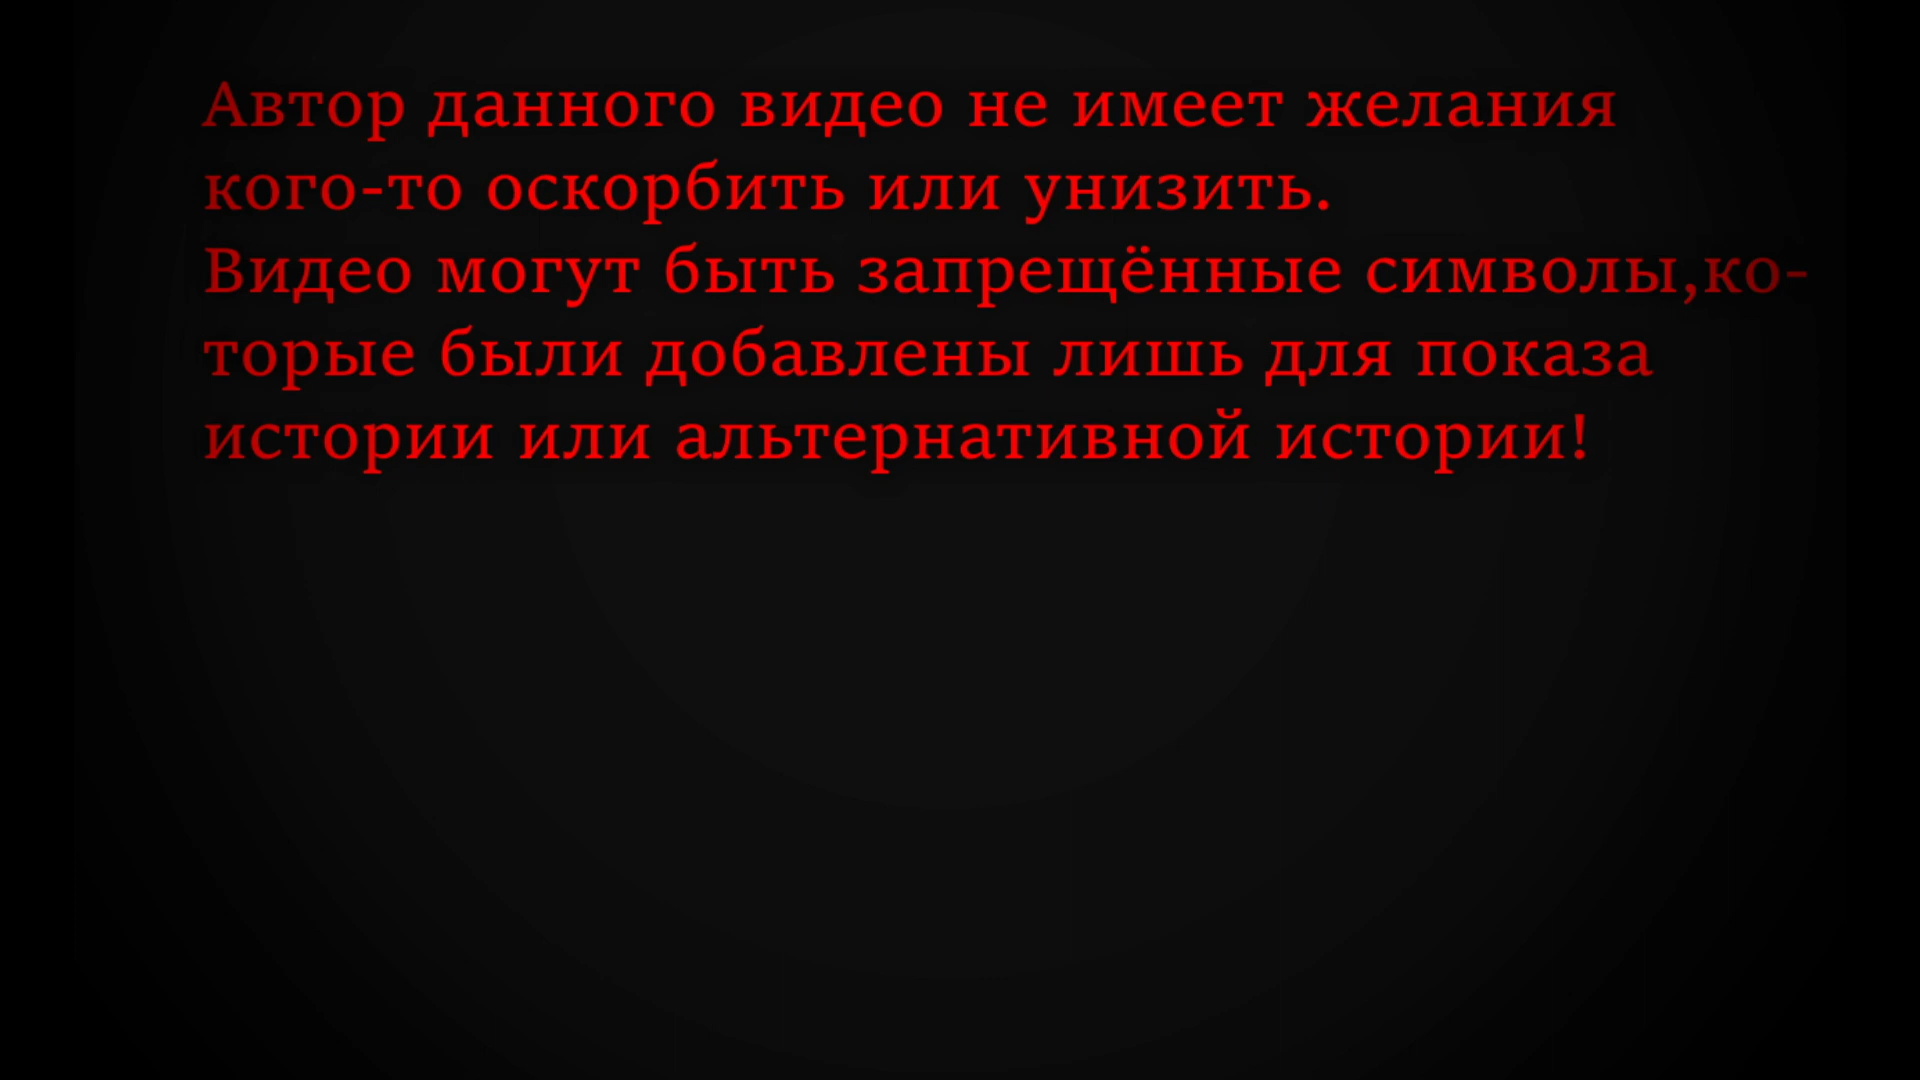 Автор данного видео не имеет желания
кого-то оскорбить или унизить.
Видео могут быть запрещённые символы,ко-
торые были добавлены лишь для показа
истории или альтернативной истории!